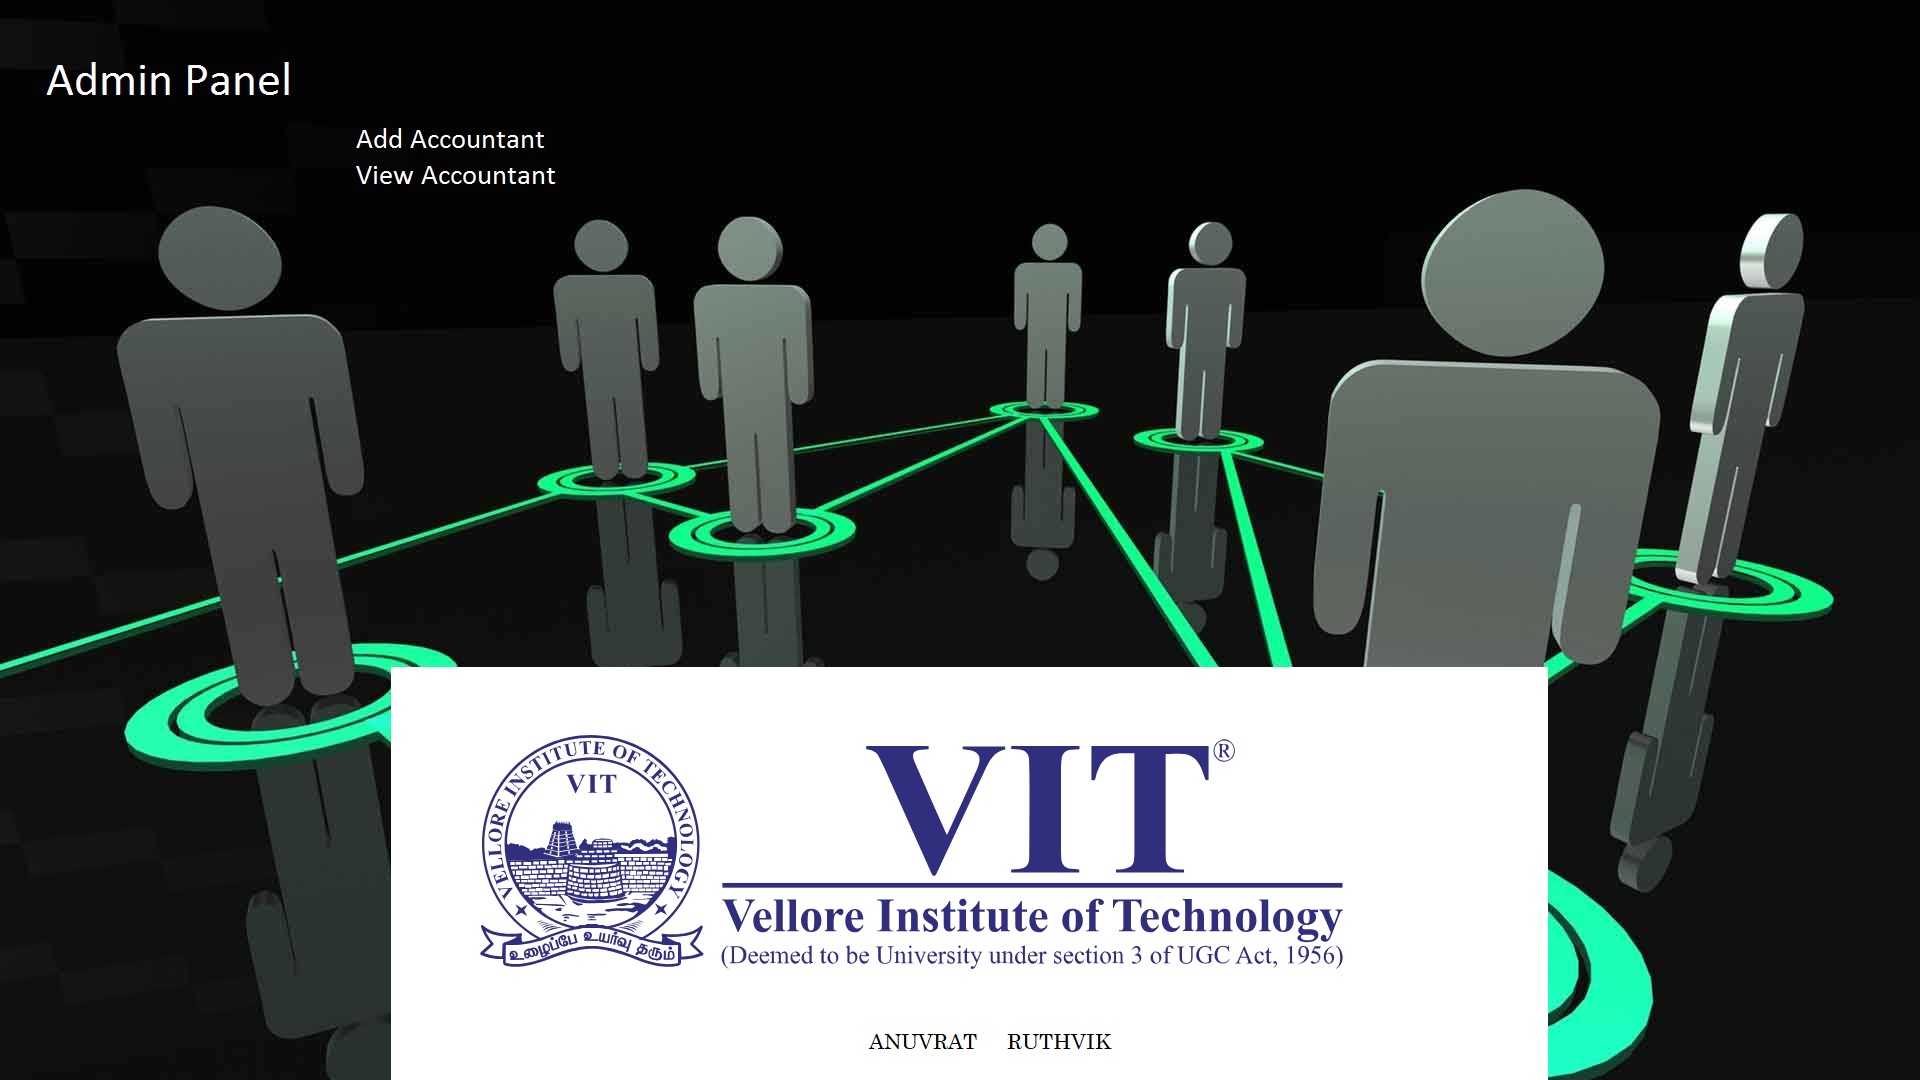 Admin Panel
Add Accountant
View Accountant
VELLORE INSTITUTE OF TECHNOLOGY
VIT
உழைப்பே உயர்வு தரும்
VIT®
Vellore Institute of Technology
(Deemed to be University under section 3 of UGC Act, 1956)
ANUVRAT RUTHVIK